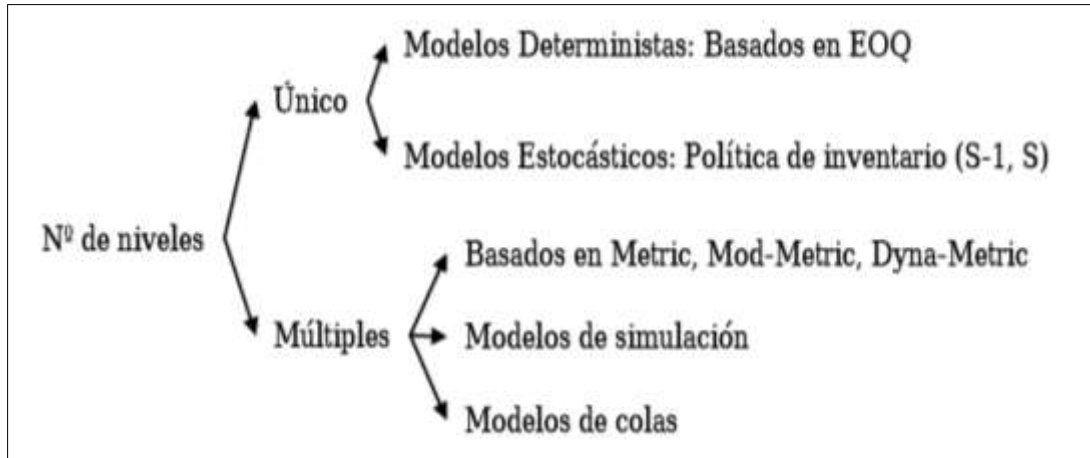 Modelos Deterministas: Basados en EOQ
Único
Modelos Estocásticos: Política de inventario (S-1, S)
Nº de niveles
Basados en Metric, Mod-Metric, Dyna-Metric
Múltiples
Modelos de simulación
Modelos de colas